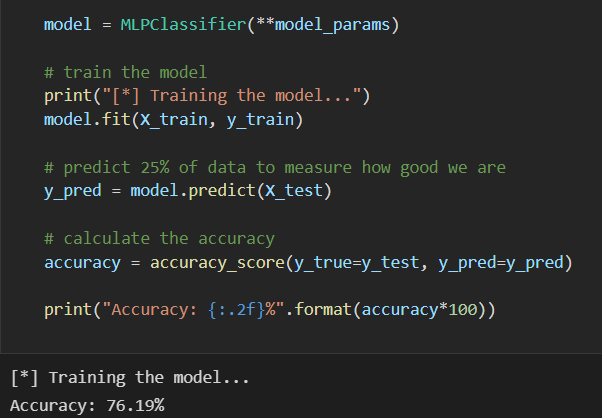 model = MLPClassifier(**model_params)
# train the model
print("[*] Training the model...")
model.fit(X_train, y_train)
# predict 25% of data to measure how good we are
y_pred = model.predict(X_test)
# calculate the accuracy
accuracy = accuracy_score(y_true=y_test, y_pred=y_pred)
print("Accuracy: {:.2f}%".format(accuracy*100))
[*] Training the model...
Accuracy: 76.19%